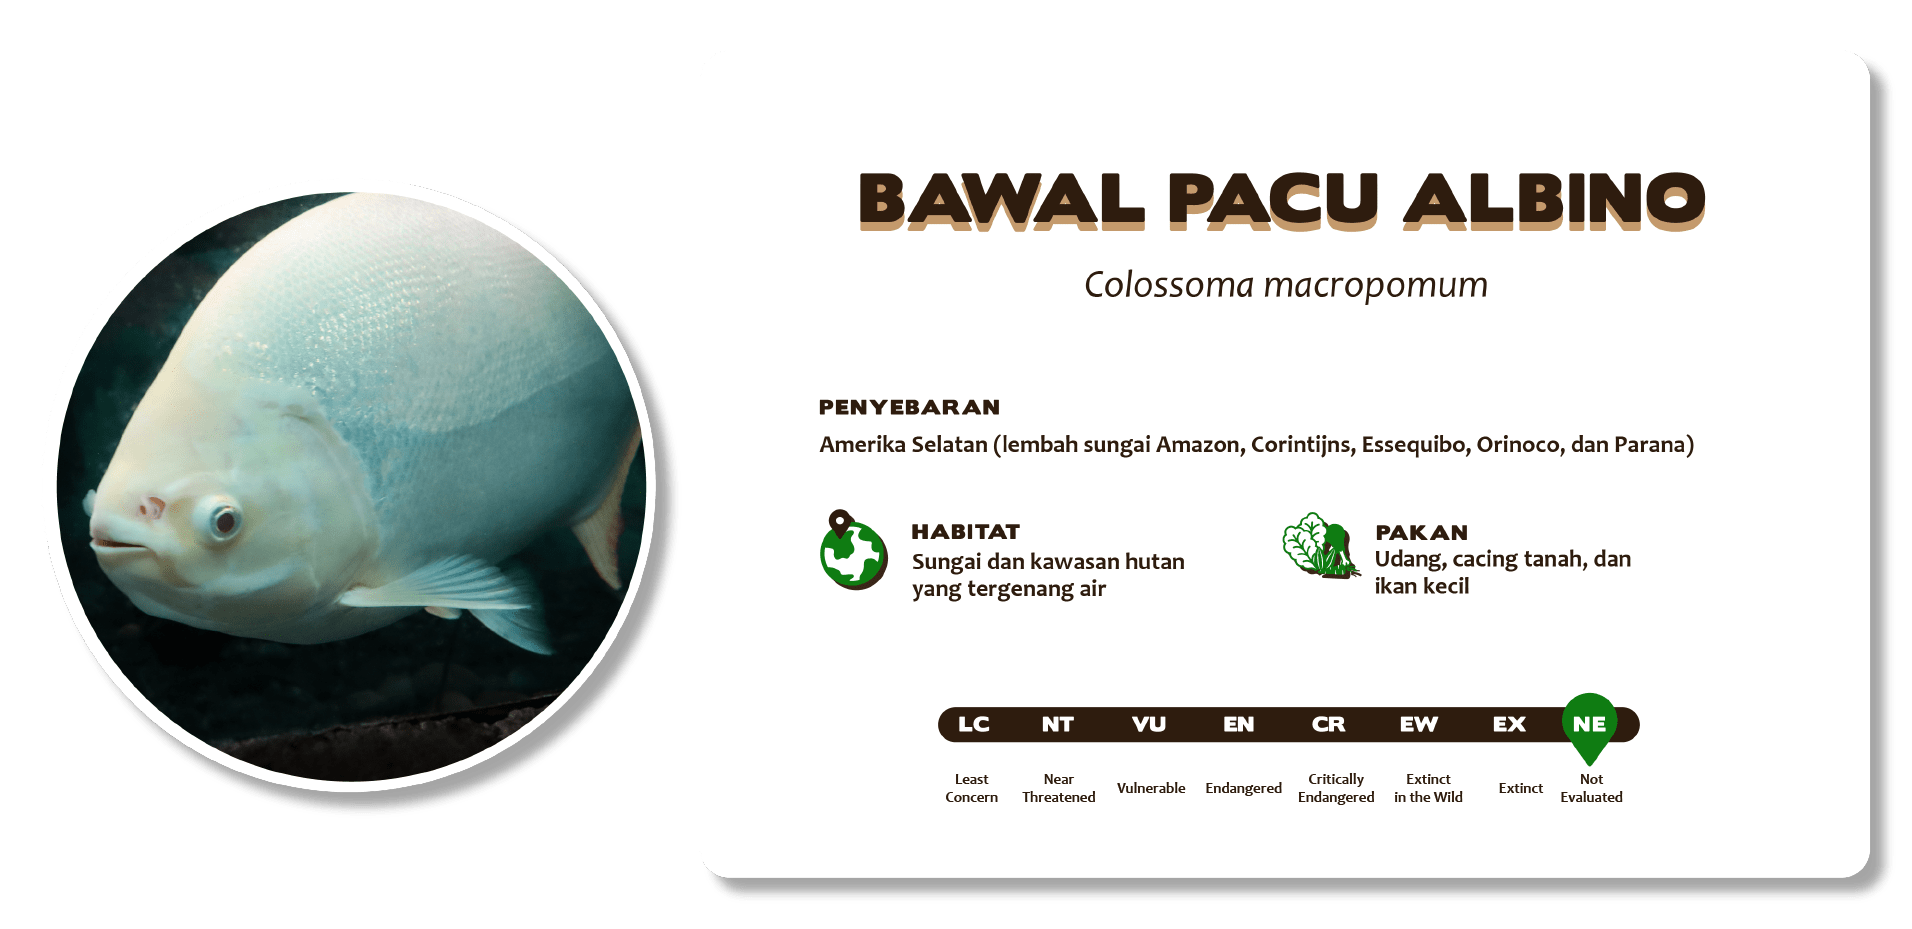 BAWAL PACU ALBINO
Colossoma macropomum
PENYEBARAN
Amerika Selatan (lembah sungai Amazon, Corintijns, Essequibo, Orinoco, dan Parana)
HABITAT
Sungai dan kawasan hutan
yang tergenang air
PAKAN
Udang, cacing tanah, dan
ikan kecil
LC NT VU EN CR EW EX NE
Least
Concern
Near
Threatened
Vulnerable
Endangered
Critically
Endangered
Extinct
in the Wild
Extinct
Not
Evaluated